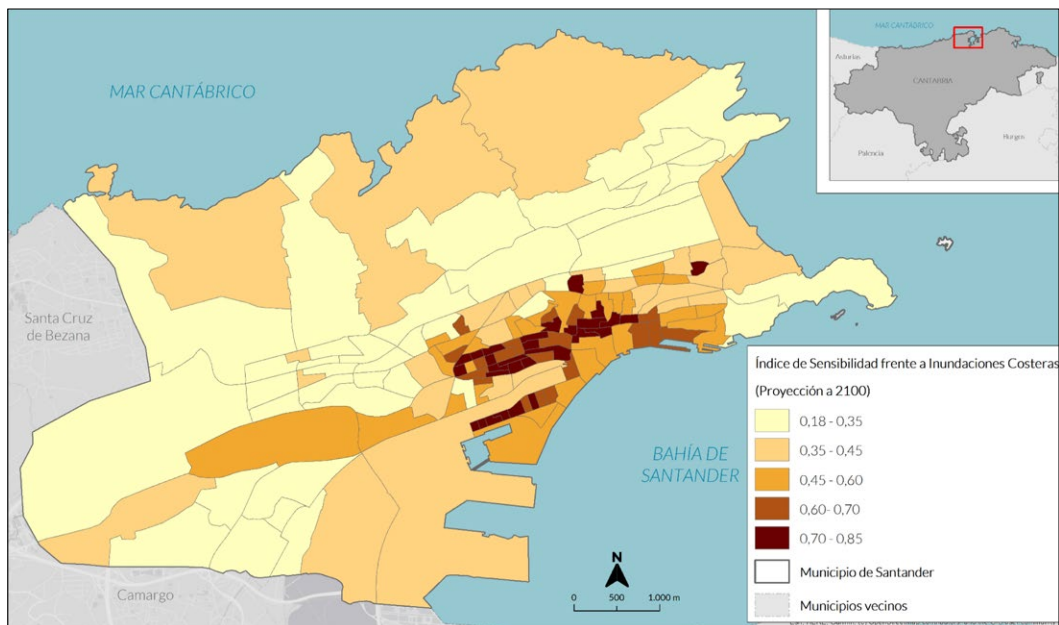 MAR CANTÁBRICO
MAR CANTÁBRICO
Asturias
CANTABRIA
Burgos
Palencia
Santa Cruz
de Bezana
BAHÍA DE
SANTANDER
Camargo
N
0 500 1.000 m
Índice de Sensibilidad frente a Inundaciones Costeras
(Proyección a 2100)
0,18 - 0,35
0,35 - 0,45
0,45 - 0,60
0,60- 0,70
0,70 - 0,85
Municipio de Santander
Municipios vecinos